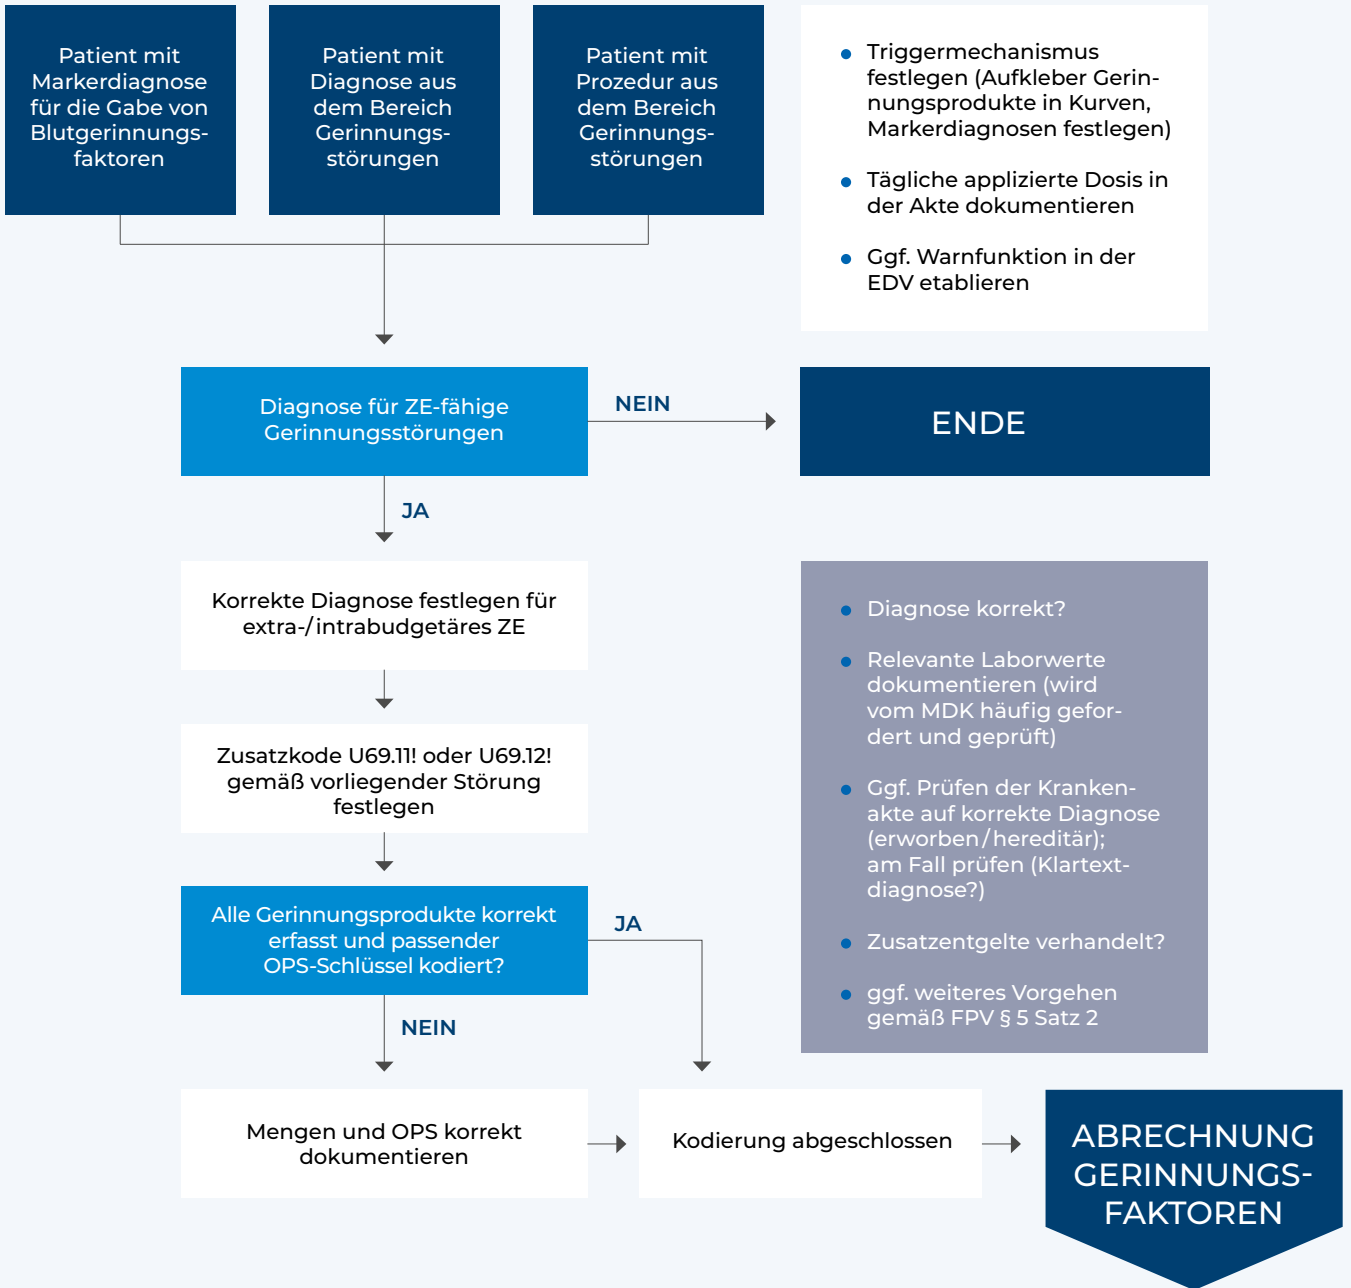 Patient mit
Markerdiagnose
für die Gabe von
Blutgerinnungs-
faktoren
Patient mit
Diagnose aus
dem Bereich
Gerinnungs-
störungen
Patient mit
Prozedur aus
dem Bereich
Gerinnungs-
störungen
Triggermechanismus
festlegen (Aufkleber Gerin-
nungsprodukte in Kurven,
Markerdiagnosen festlegen)
Tägliche applizierte Dosis in
der Akte dokumentieren
Ggf. Warnfunktion in der
EDV etablieren
Diagnose für ZE-fähige
Gerinnungsstörungen
NEIN
ENDE
JA
Korrekte Diagnose festlegen für
extra-/intrabudgetäres ZE
Zusatzkode U69.11! oder U69.12!
gemäß vorliegender Störung
festlegen
Alle Gerinnungsprodukte korrekt
erfasst und passender
OPS-Schlüssel kodiert?
JA
NEIN
Diagnose korrekt?
Relevante Laborwerte
dokumentieren (wird
vom MDK häufig gefor-
dert und geprüft)
Ggf. Prüfen der Kranken-
akte auf korrekte Diagnose
(erworben/hereditär);
am Fall prüfen (Klartext-
diagnose?)
Zusatzentgelte verhandelt?
ggf. weiteres Vorgehen
gemäß FPV § 5 Satz 2
Mengen und OPS korrekt
dokumentieren
Kodierung abgeschlossen
ABRECHNUNG
GERINNUNGS-
FAKTOREN